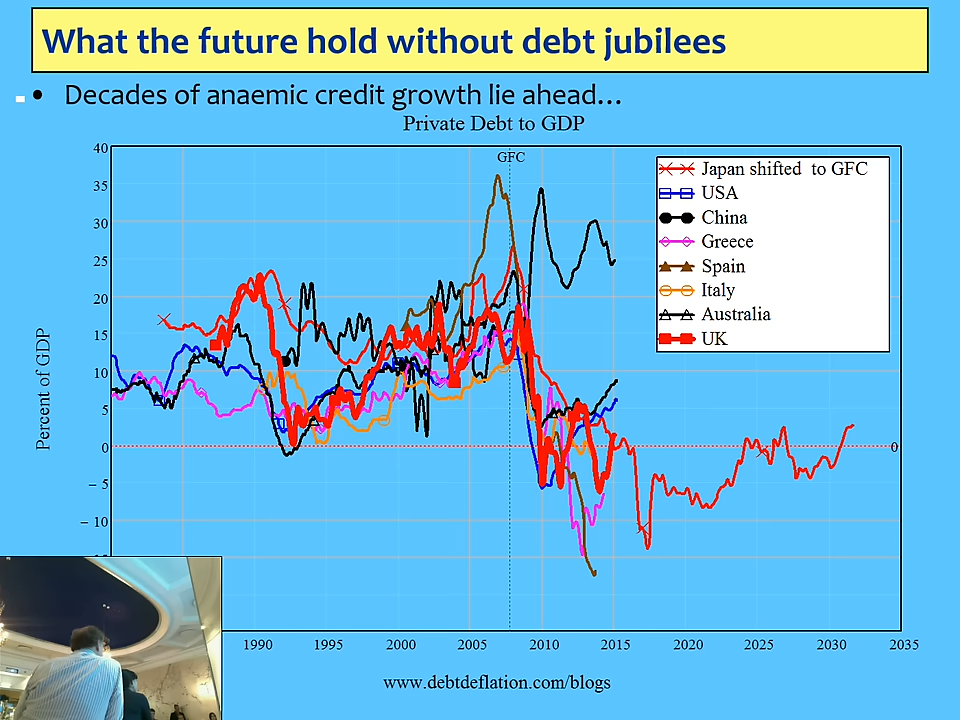 What the future hold without debt jubilees
• Decades of anaemic credit growth lie ahead…
Private Debt to GDP
GFC
Japan shifted to GFC
USA
China
Greece
Spain
Italy
Australia
UK
Percent of GDP
40
35
30
25
20
15
10
5
0
– 5
– 10
0
1990 1995 2000 2005 2010 2015 2020 2025 2030 2035
www.debtdeflation.com/blogs